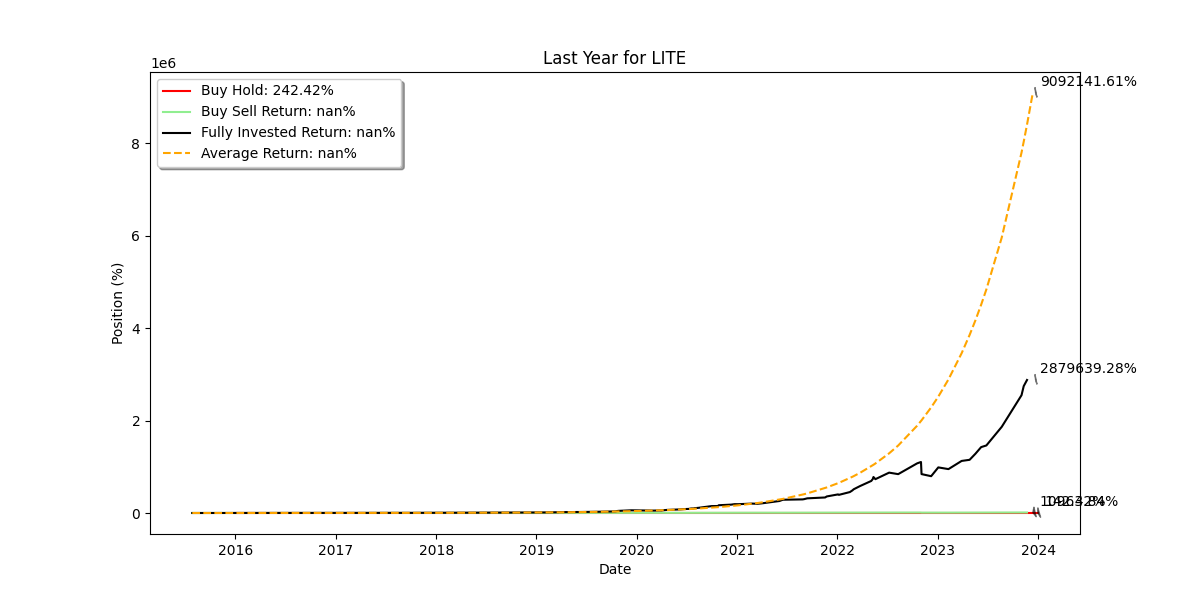 Last Year for LITE
1e6
Buy Hold: 242.42%
Buy Sell Return: nan%
Fully Invested Return: nan%
Average Return: nan%
9092141.61%
2879639.28%
8
6
4
2
0
Position (%)
2016
2017
2018
2019
2020
2021
2022
2023
2024
Date